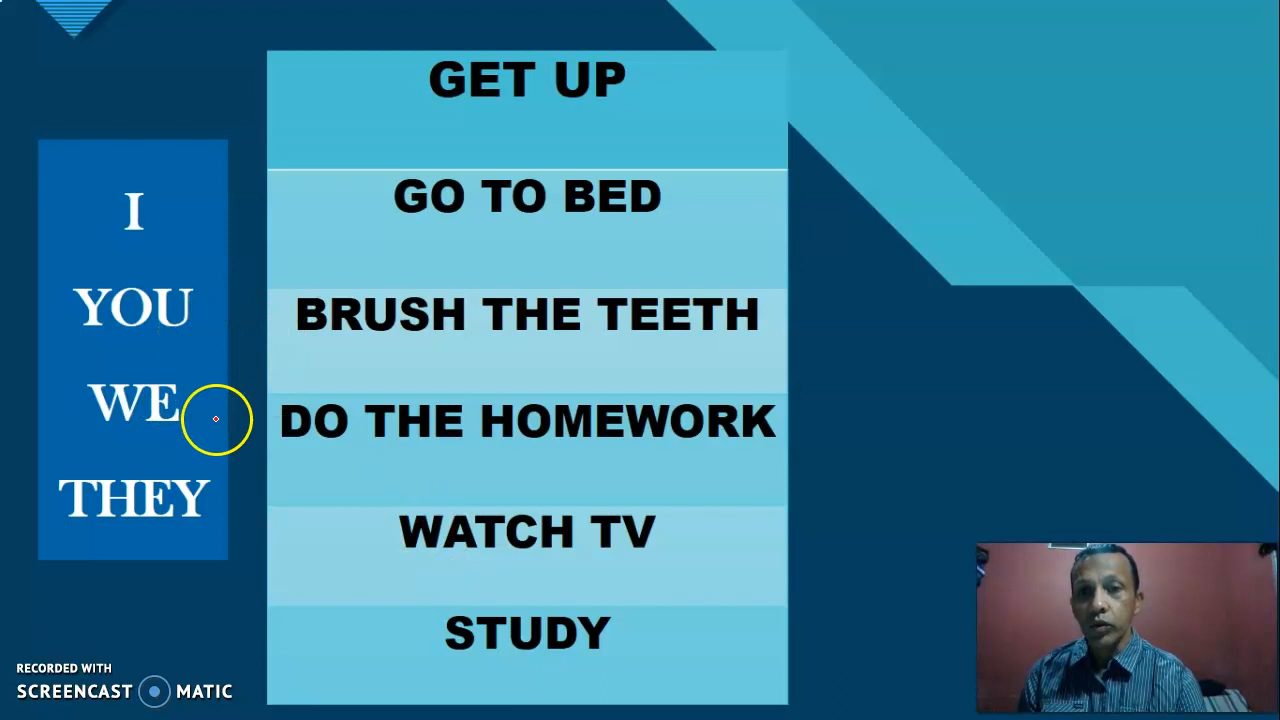 I
YOU
WE
THEY
GET UP
GO TO BED
BRUSH THE TEETH
DO THE HOMEWORK
WATCH TV
STUDY
RECORDED WITH
SCREENCAST MATIC